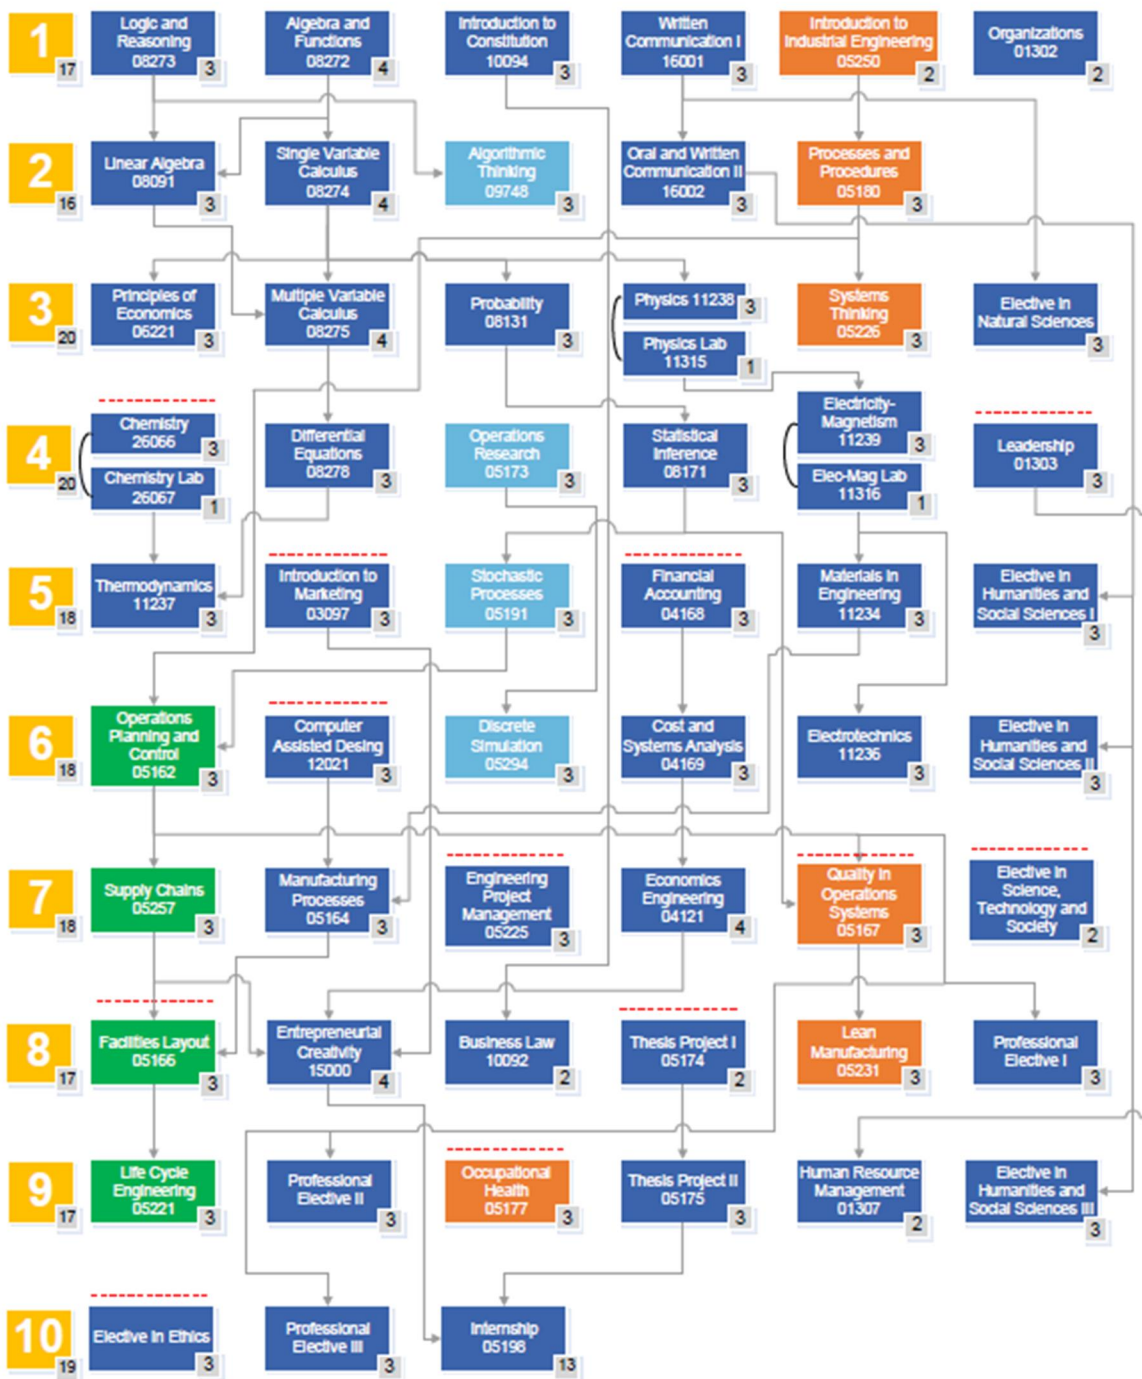 1
17
Logic and
Reasoning
08273
3
Algebra and
Functions
08272
4
Introduction to
Constitution
10094
3
Written
Communication I
16001
3
Introduction to
Industrial Engineering
05250
2
Organizations
01302
2
2
16
Linear Algebra
08091
3
Single Variable
Calculus
08274
4
Algorithmic
Thinking
09748
3
Oral and Written
Communication II
16002
3
Processes and
Procedures
05180
3
3
20
Principles of
Economics
06221
3
Multiple Variable
Calculus
08275
4
Probability
08131
3
Physics 11238
3
Physics Lab
11315
1
Systems
Thinking
05226
3
Elective in
Natural Sciences
3
4
20
Chemistry
26066
3
Chemistry Lab
26067
1
Differential
Equations
08278
3
Operations
Research
05173
3
Statistical
Inference
08171
3
Electricity-
Magnetism
11239
3
Eleo-Mag Lab
11316
1
Leadership
01303
3
5
18
Thermodynamics
11237
3
Introduction to
Marketing
03097
3
Stochastic
Processes
05191
3
Financial
Accounting
04168
3
Materials in
Engineering
11234
3
Elective in
Humanities and
Social Sciences I
3
6
18
Operations
Planning and
Control
05162
3
Computer
Assisted Desing
12021
3
Discrete
Simulation
05294
3
Cost and
Systems Analysis
04169
3
Electrotechnics
11236
3
Elective in
Humanities and
Social Sciences II
3
7
18
Supply Chains
05257
3
Manufacturing
Processes
05164
3
Engineering
Project
Management
05225
3
Economics
Engineering
04121
4
Quality in
Operations
Systems
05167
3
Elective in
Science,
Technology and
Society
2
8
17
Facilities Layout
05166
3
Entrepreneurial
Creativity
15000
4
Business Law
10092
2
Thesis Project I
05174
2
Lean
Manufacturing
05231
3
Professional
Elective I
3
9
17
Life Cycle
Engineering
05221
3
Professional
Elective II
3
Occupational
Health
05177
3
Thesis Project II
05175
3
Human Resource
Management
01307
2
Elective in
Humanities and
Social Sciences III
3
10
19
Elective in Ethics
3
Professional
Elective III
3
Internship
05198
13